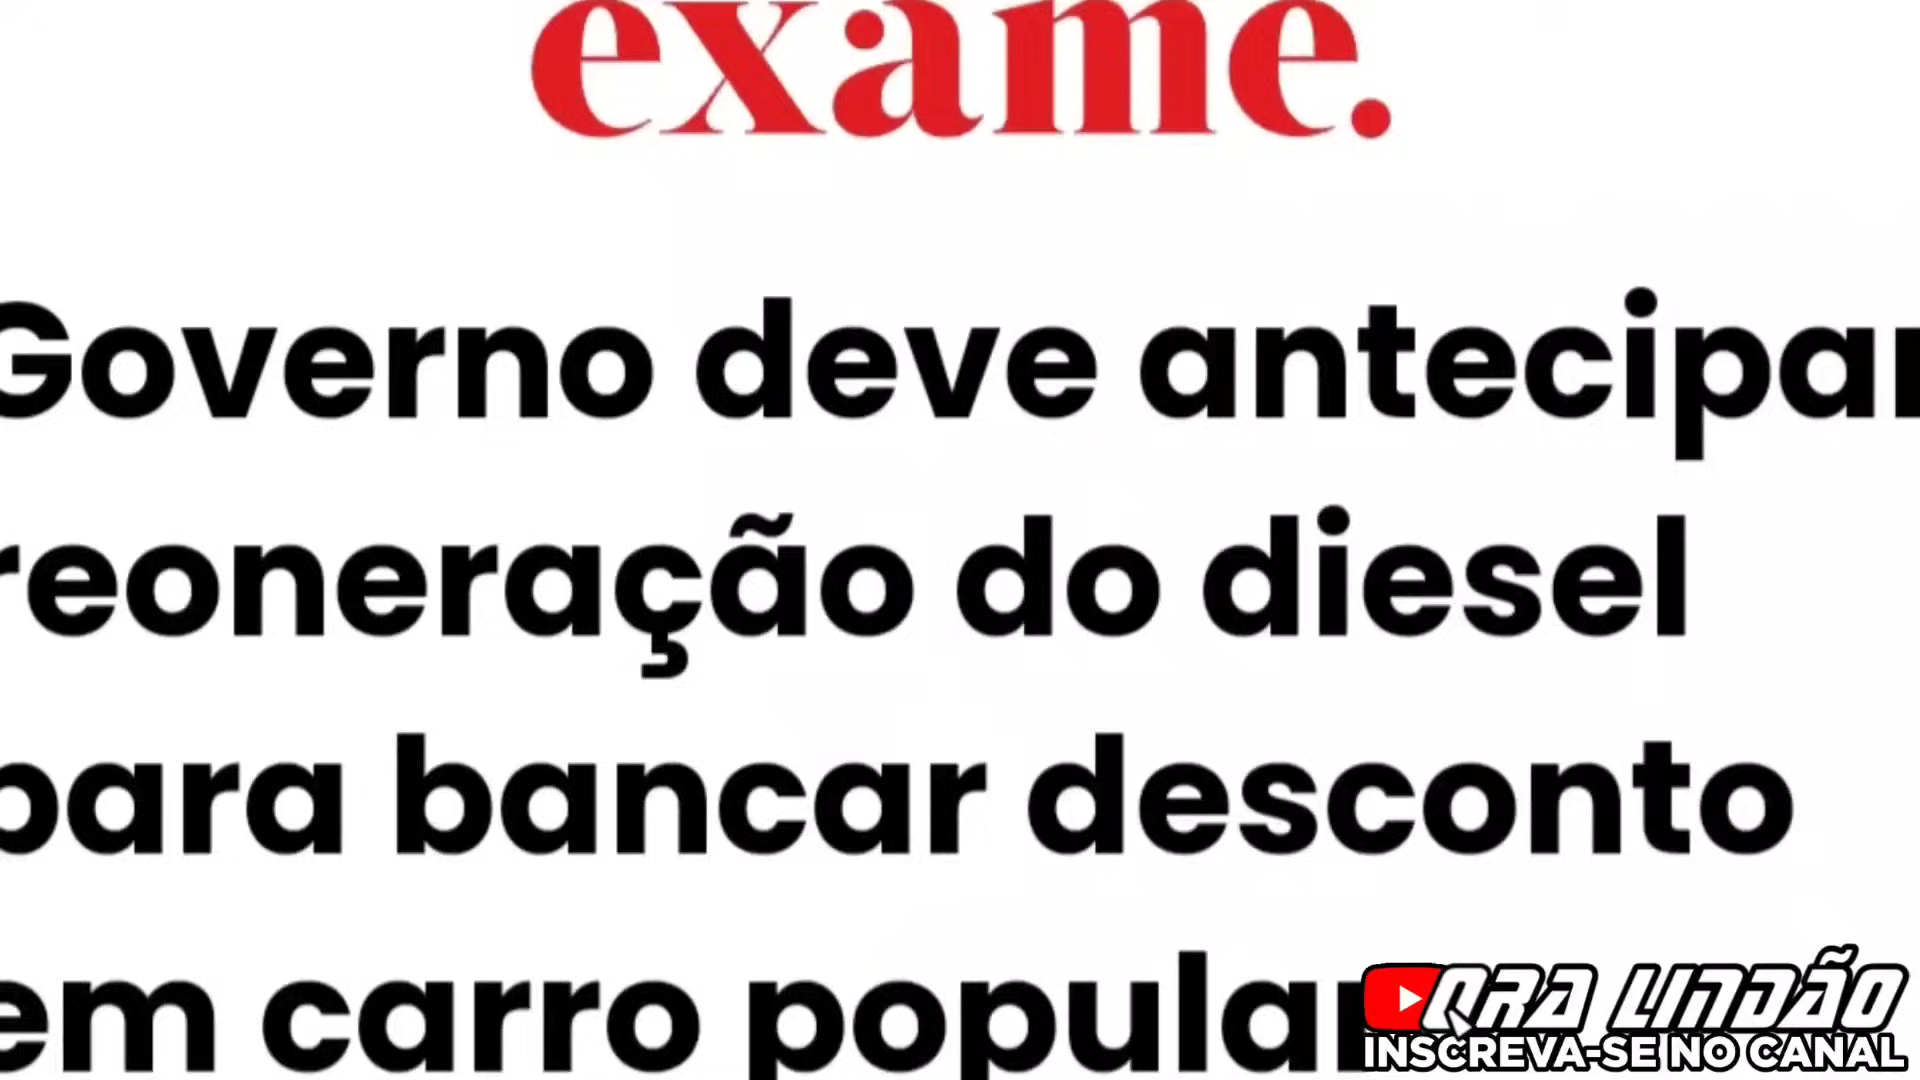 exame.
Governo deve antecipar
reoneração do diesel
para bancar desconto
em carro popular
QRA LINDÃO
INSCREVA-SE NO CANAL